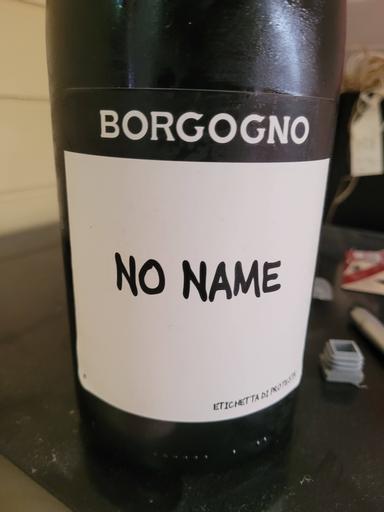 BORGOGNO
NO NAME
ETICHETTA DI PROTESTA